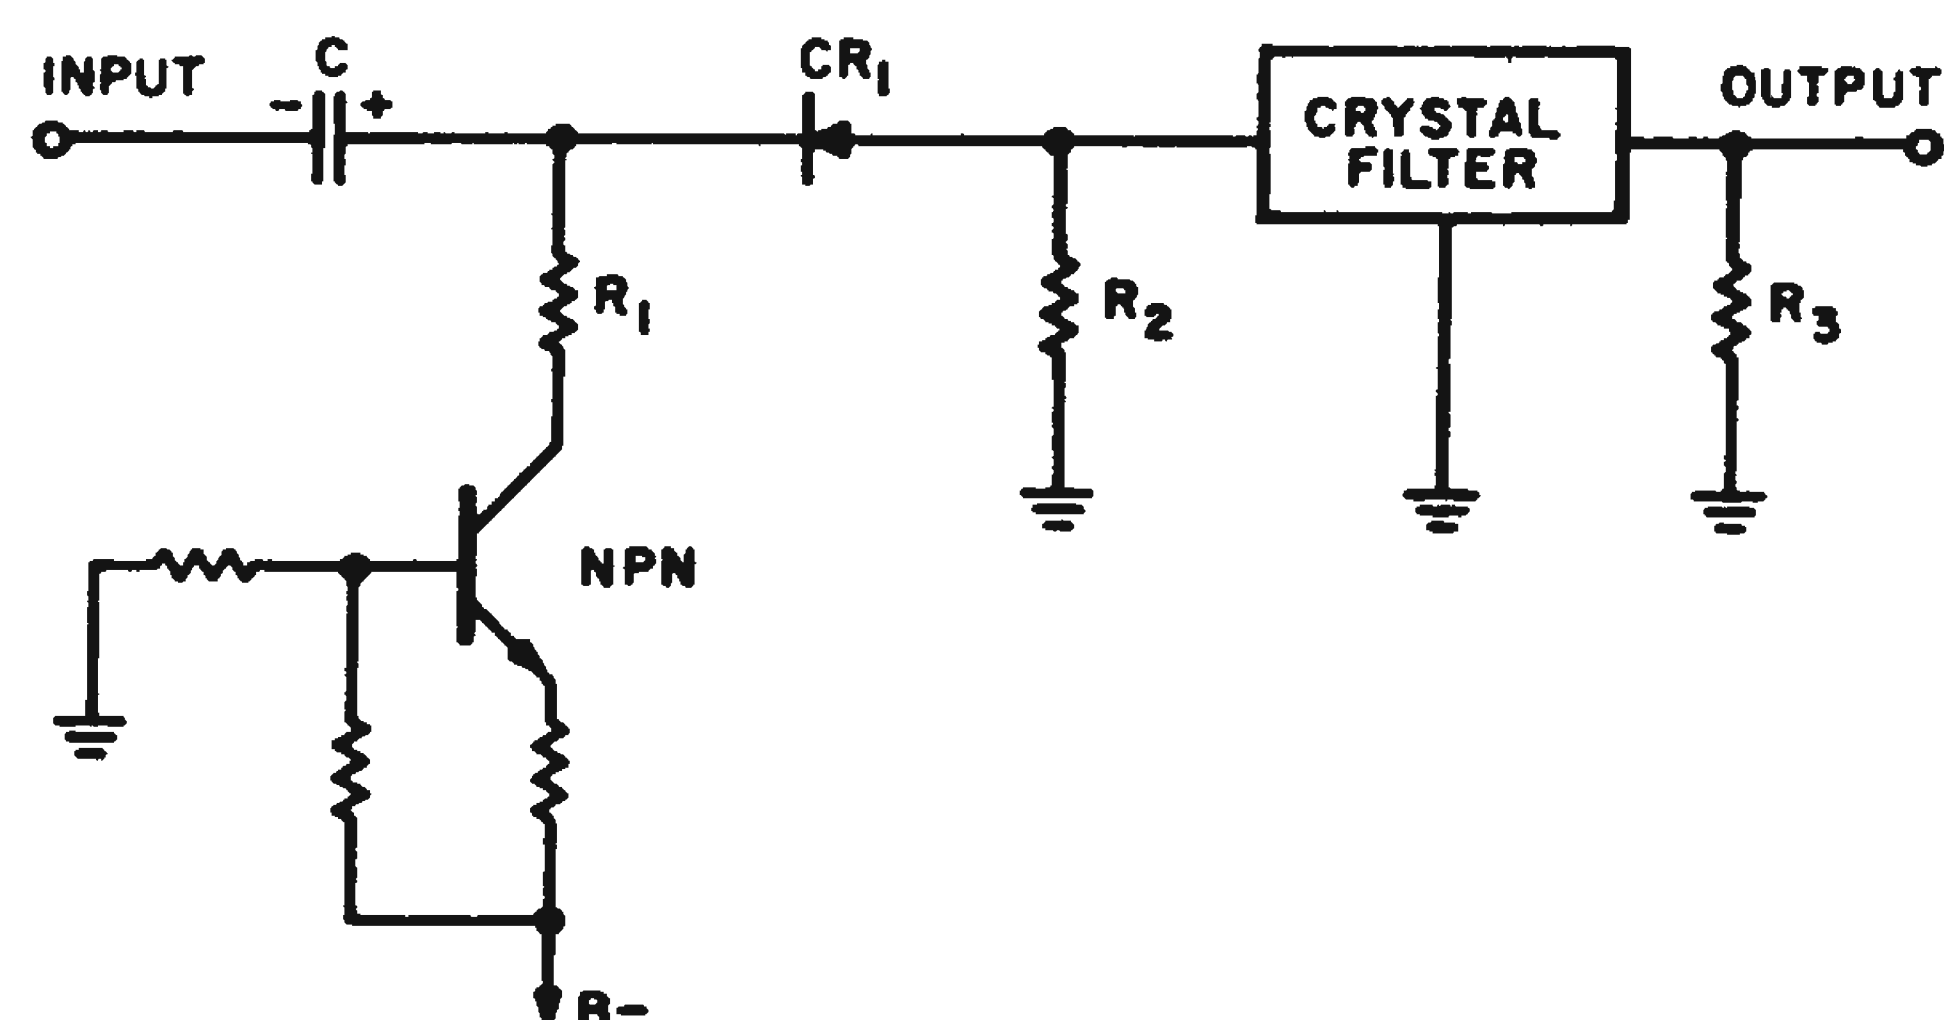 INPUT
C
- +
CR1
CRYSTAL
FILTER
OUTPUT
R1
R2
R3
NPN
B-